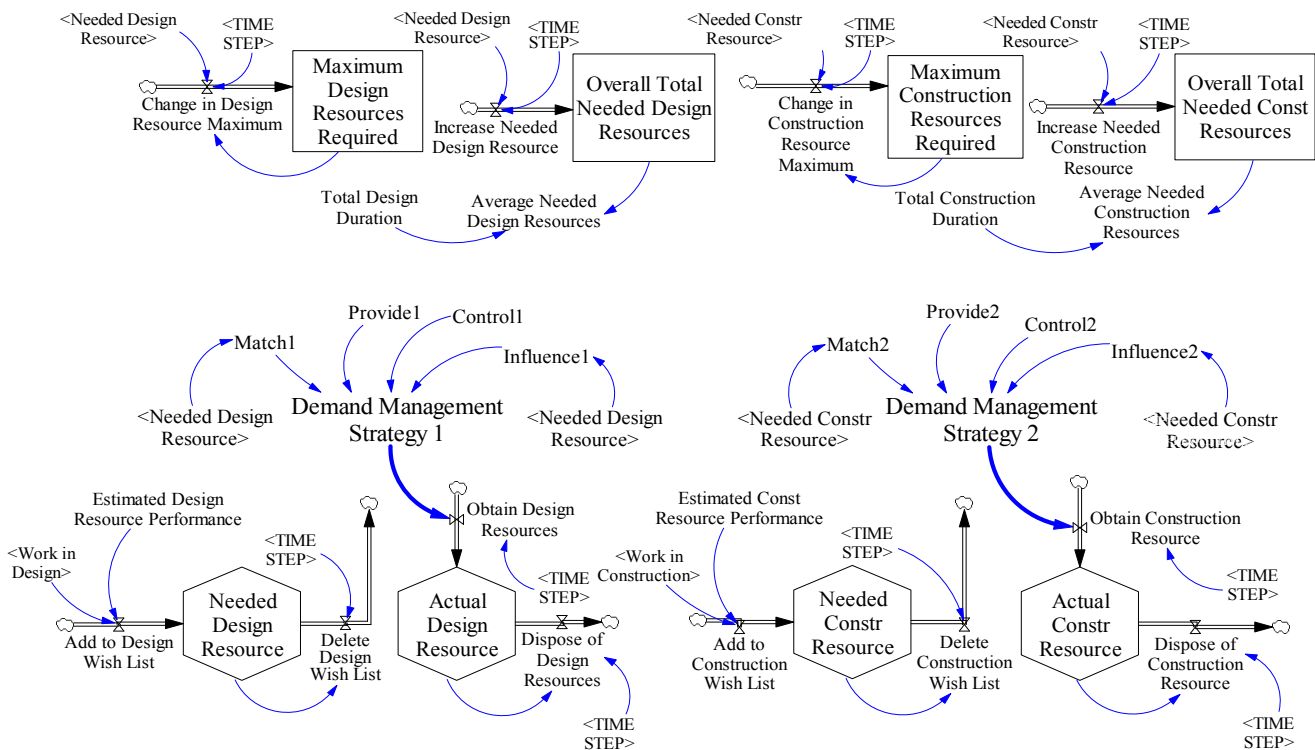 <Needed Design
Resource>
<TIME
STEP>
Change in Design
Resource Maximum
Maximum
Design
Resources
Required
<Needed Design
Resource>
<TIME
STEP>
Increase Needed
Design Resource
Overall Total
Needed Design
Resources
Total Design
Duration
Average Needed
Design Resources
<Needed Constr
Resource>
<TIME
STEP>
Change in
Construction
Resource
Maximum
Maximum
Construction
Resources
Required
<Needed Constr
Resource>
<TIME
STEP>
Increase Needed
Construction
Resource
Overall Total
Needed Const
Resources
Total Construction
Duration
Average Needed
Construction
Resources
Match1
Provide1
Control1
Influence1
<Needed Design
Resource>
Demand Management
Strategy 1
<Needed Design
Resource>
Match2
Provide2
Control2
Influence2
<Needed Constr
Resource>
Demand Management
Strategy 2
<Needed Constr
Resource>
Estimated Design
Resource Performance
<Work in
Design>
Add to Design
Wish List
Needed
Design
Resource
<TIME
STEP>
Delete
Design
Wish List
Obtain Design
Resources
<TIME
STEP>
Actual
Design
Resource
Dispose of
Design
Resources
<TIME
STEP>
Estimated Const
Resource Performance
<Work in
Construction>
Add to
Construction
Wish List
Needed
Constr
Resource
<TIME
STEP>
Delete
Construction
Wish List
Obtain Construction
Resource
<TIME
STEP>
Actual
Constr
Resource
Dispose of
Construction
Resource
<TIME
STEP>